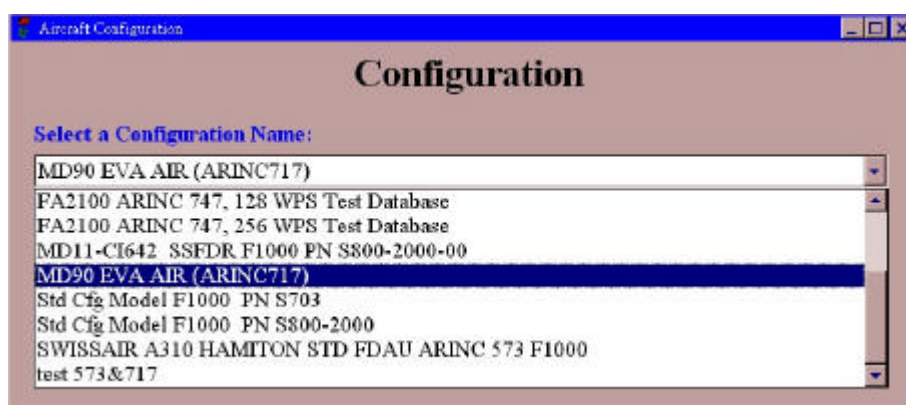 Aircraft Configuration
Configuration
Select a Configuration Name:
MD90 EVA AIR (ARINC717)
FA2100 ARINC 747, 128 WPS Test Database
FA2100 ARINC 747, 256 WPS Test Database
MD11-CI642 SSFDR F1000 PN S800-2000-00
MD90 EVA AIR (ARINC717)
Std Cfg Model F1000 PN S703
Std Cfg Model F1000 PN S800-2000
SWISSAIR A310 HAMITON STD FDAU ARINC 573 F1000
test 573&717